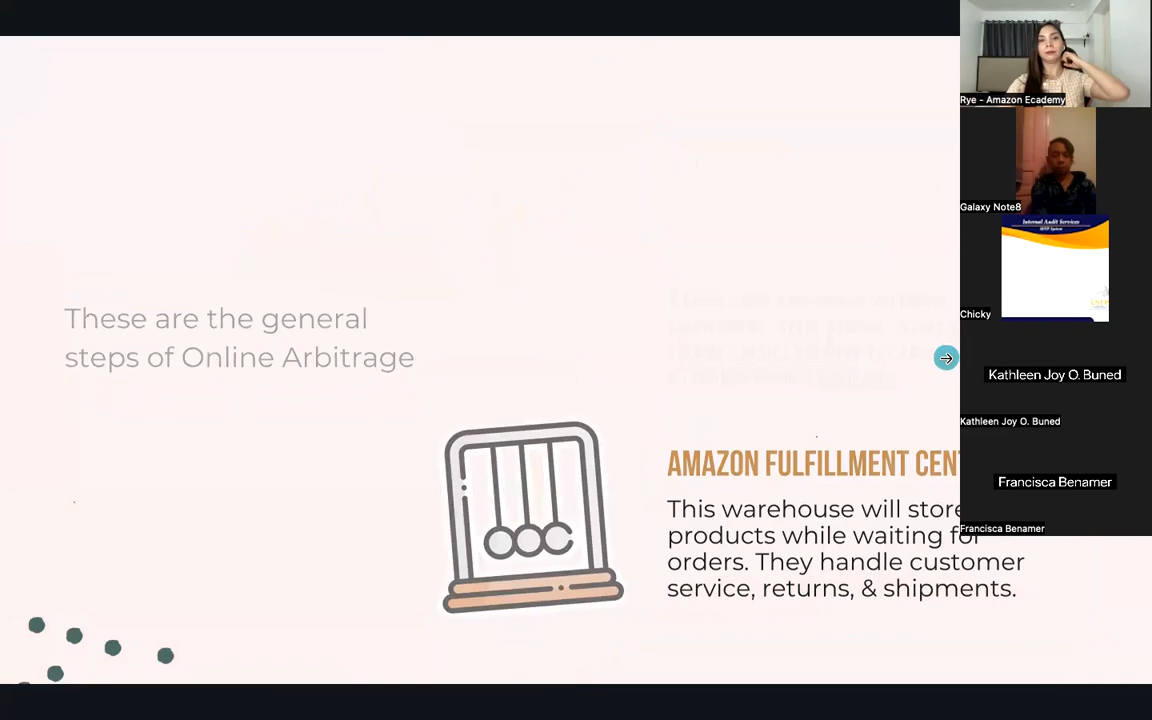 These are the general
steps of Online Arbitrage
AMAZON FULFILLMENT CEN
This warehouse will store
products while waiting for
orders. They handle customer
service, returns, & shipments.
Rye - Amazon Ecademy
Galaxy Note8
Internal Audit Services
Chicky
Kathleen Joy O. Buned
Kathleen Joy O. Buned
Francisca Benamer
Francisca Benamer